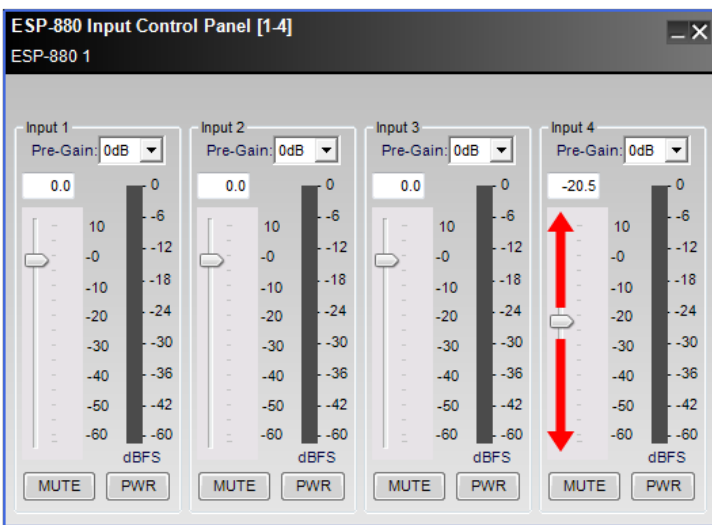 ESP-880 Input Control Panel [1-4]
ESP-880 1
Input 1 Input 2 Input 3 Input 4
Pre-Gain: 0dB Pre-Gain: 0dB Pre-Gain: 0dB Pre-Gain: 0dB
0.0 0 0.0 0 0.0 0 -20.5 0
10 -6 10 -6 10 -6 10 -6
-0 -12 -0 -12 -0 -12 -0 -12
-10 -18 -10 -18 -10 -18 -10 -18
-20 -24 -20 -24 -20 -24 -20 -24
-30 -30 -30 -30 -30 -30 -30 -30
-40 -36 -40 -36 -40 -36 -40 -36
-50 -42 -50 -42 -50 -42 -50 -42
-60 -60 -60 -60 -60 -60 -60 -60
dBFS dBFS dBFS dBFS
MUTE PWR MUTE PWR MUTE PWR MUTE PWR